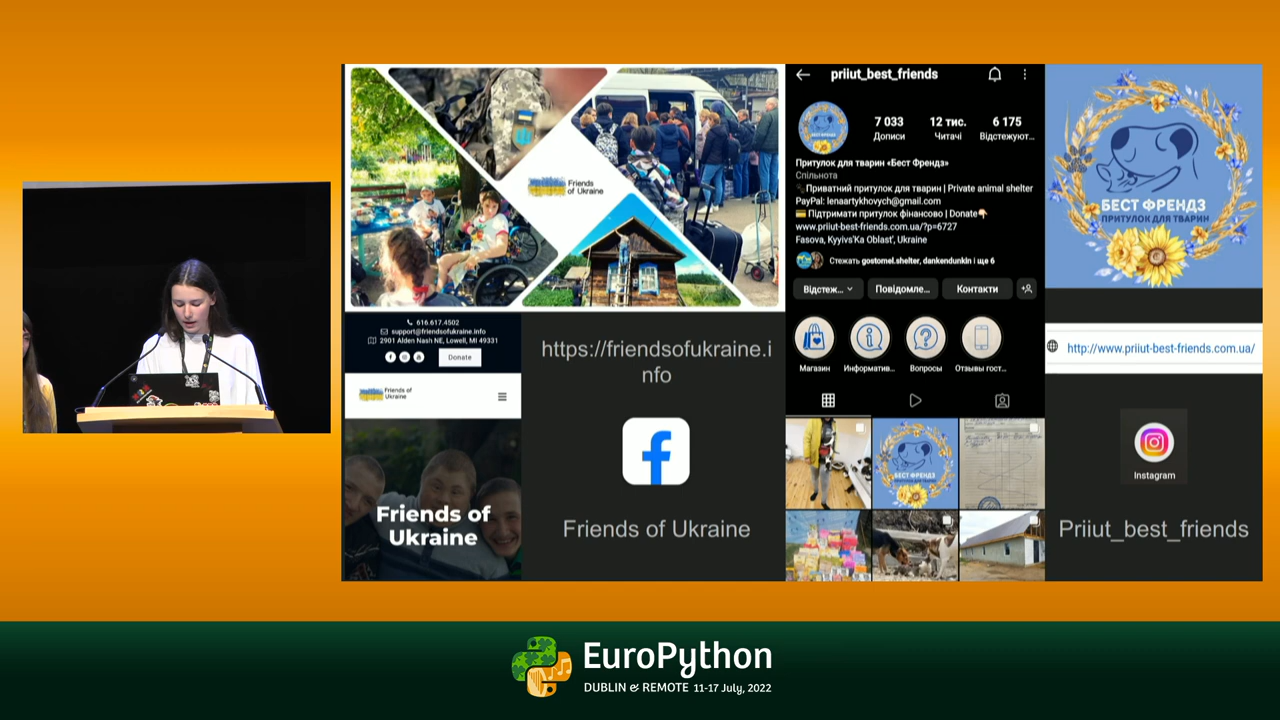 Friends
of Ukraine
616.617.4502
support@friendsofukraine.info
2901 Alden Nash NE, Lowell, MI 49331
Donate
Friends of
Ukraine
Friends of
Ukraine
https://friendsofukraine.i
nfo
Friends of Ukraine
priiut_best_friends
7 033
12 тис.
6 175
Дописи
Читачі
Відстежуют...
БЕСТ ФРЕНДЗ
Притулок для тварин «Бест Френдз»
Спільнота
Приватний притулок для тварин | Private animal shelter
PayPal: lenaartykhovych@gmail.com
Підтримати притулок фінансово | Donate
www.priiut-best-friends.com.ua/?p=6727
Fasova, Kyyivs'Ka Oblast', Ukraine
Стежать gostomel.shelter, dankendunkin і ще 6
Відстеж...
Повідомле...
Контакти
Магазин
Информатив...
Вопросы
Отзывы гост...
БЕСТ ФРЕНДЗ
БЕСТ ФРЕНДЗ
ПРИТУЛОК ДЛЯ ТВАРИН
http://www.priiut-best-friends.com.ua/
Instagram
Priiut_best_friends
EuroPython
DUBLIN & REMOTE 11-17 July, 2022